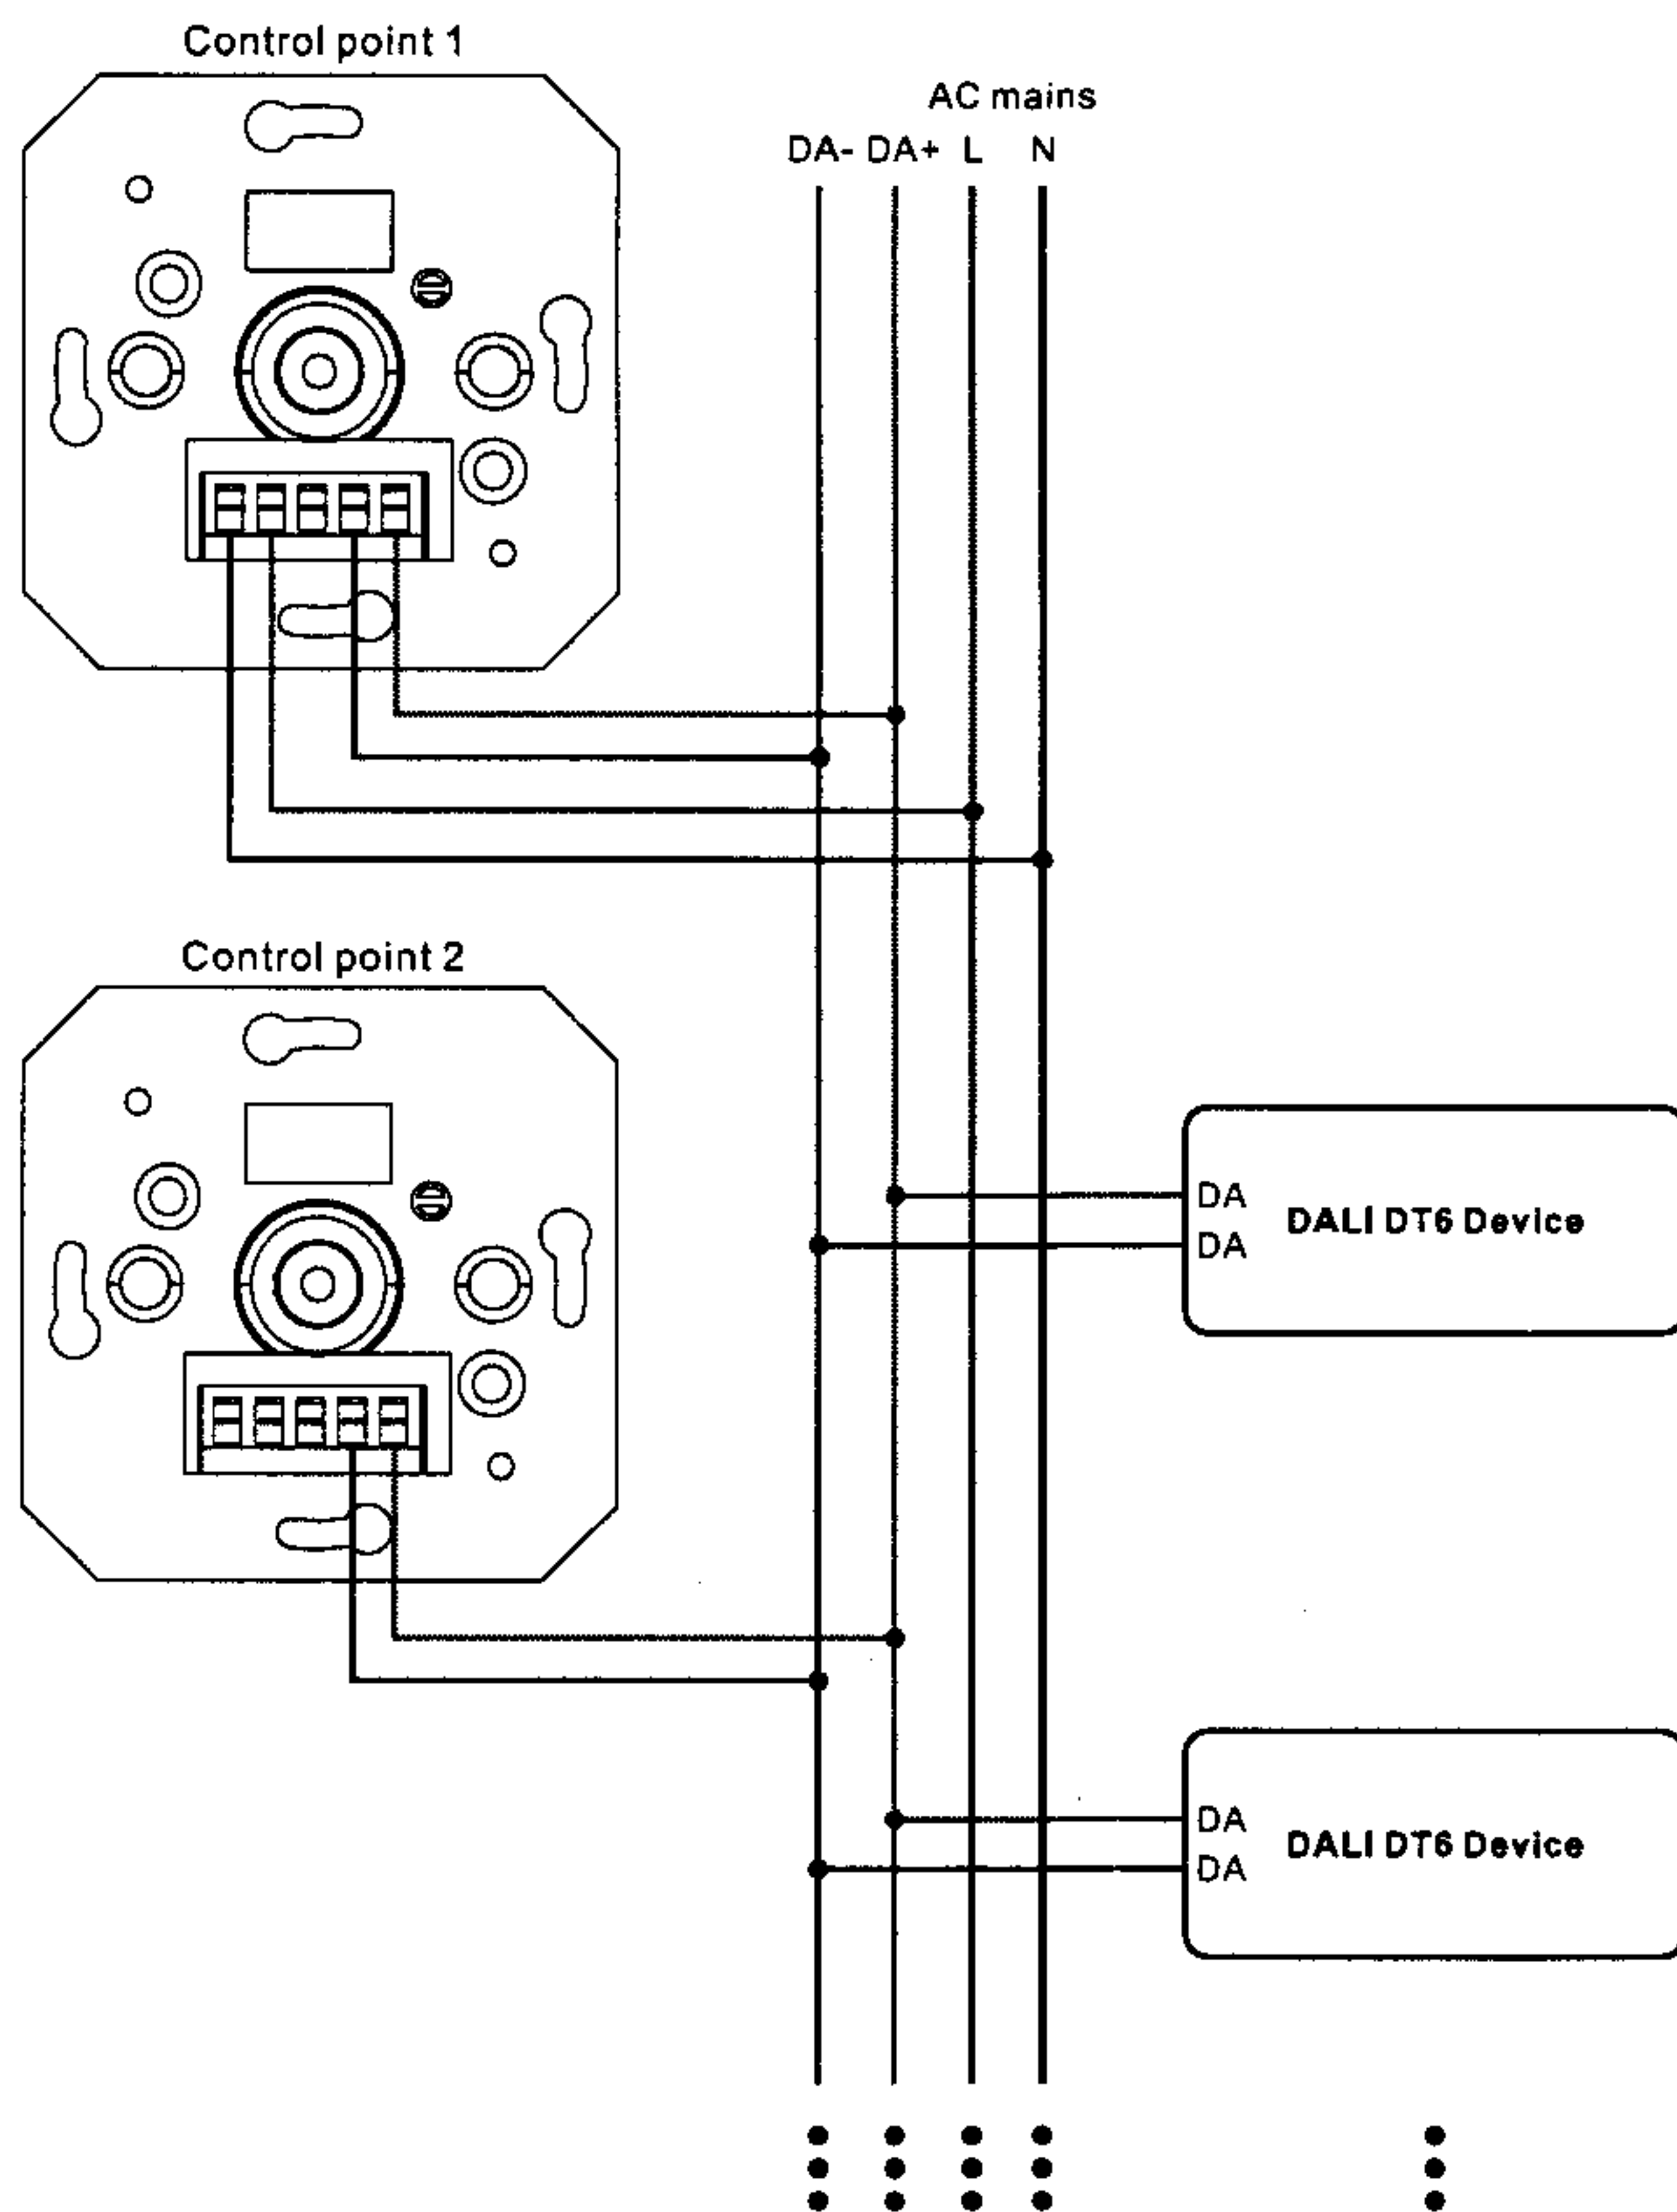 Control point 1
AC mains
DA- DA+ L N
Control point 2
DA
DALI DT6 Device
DA
DA
DALI DT6 Device
DA